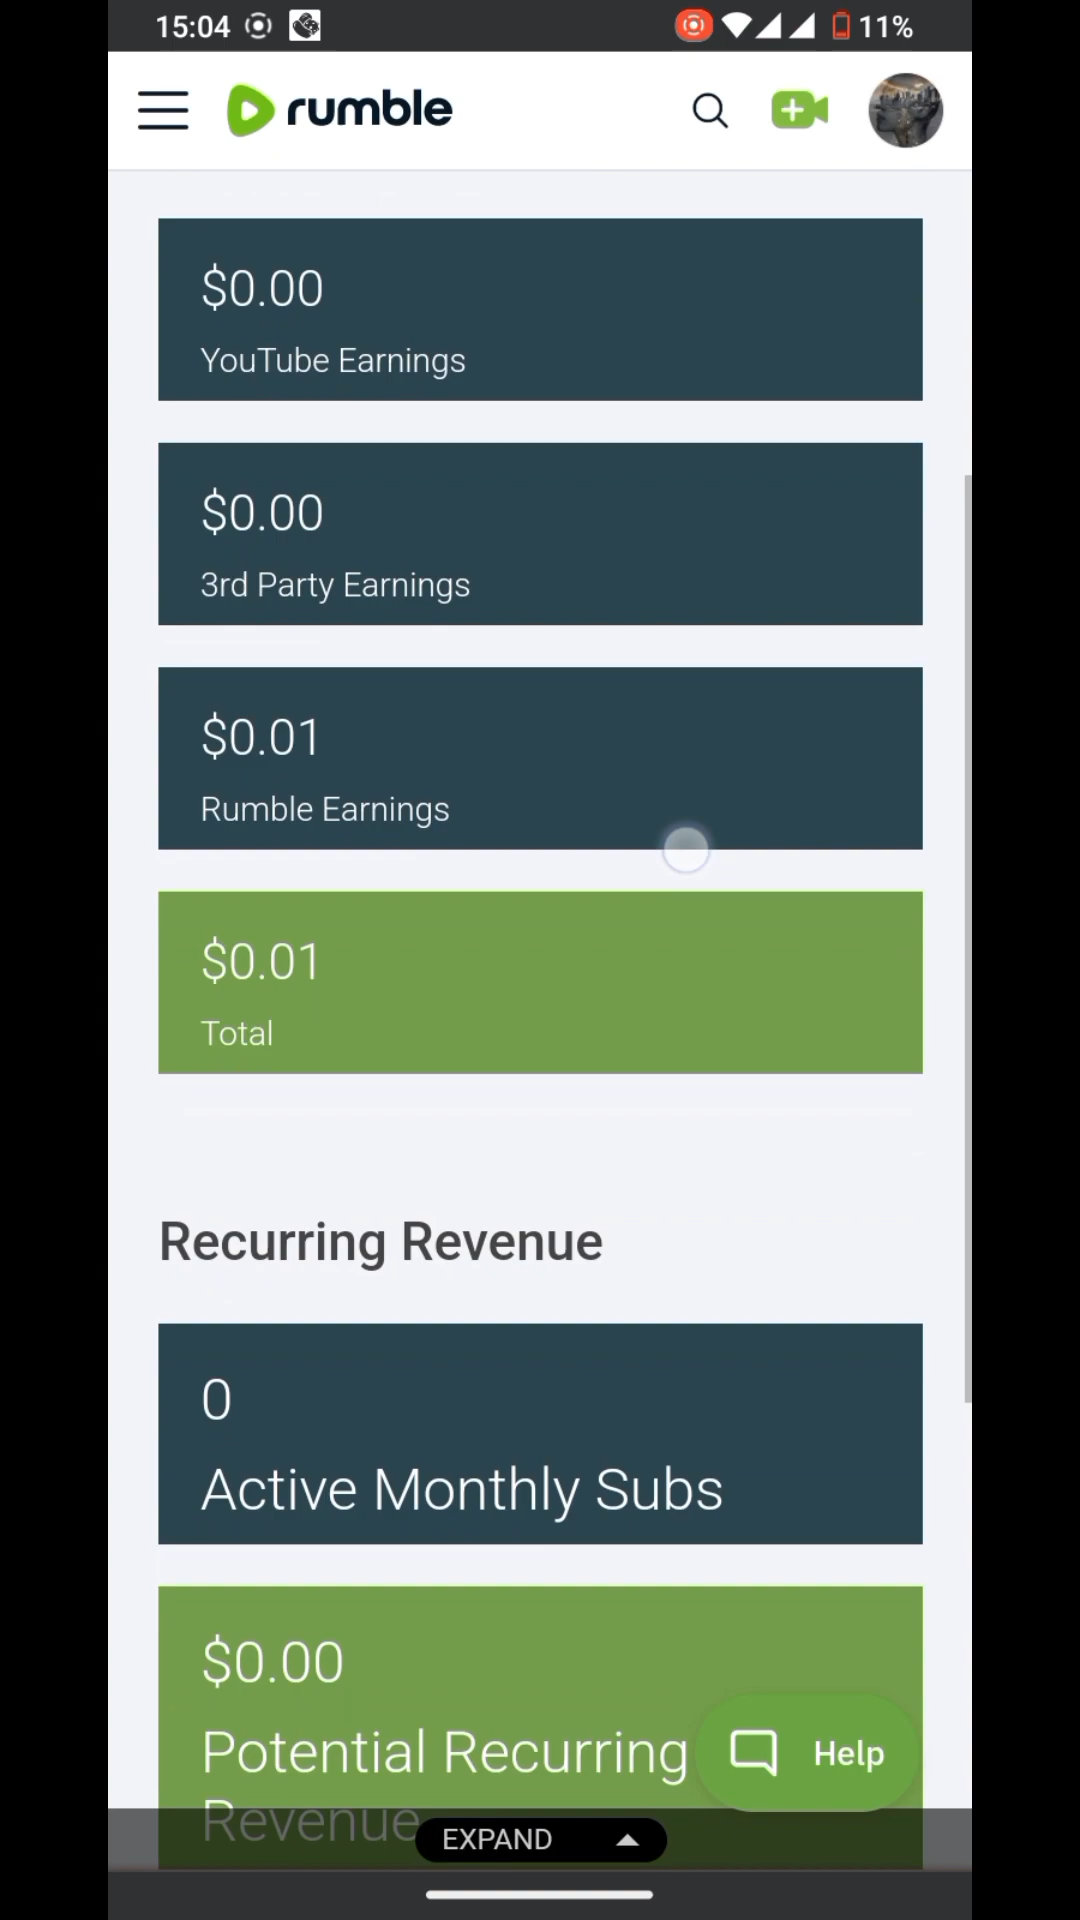 15:04 11%
rumble
$0.00
YouTube Earnings
$0.00
3rd Party Earnings
$0.01
Rumble Earnings
$0.01
Total
Recurring Revenue
0
Active Monthly Subs
$0.00
Potential Recurring
Revenue
Help
EXPAND